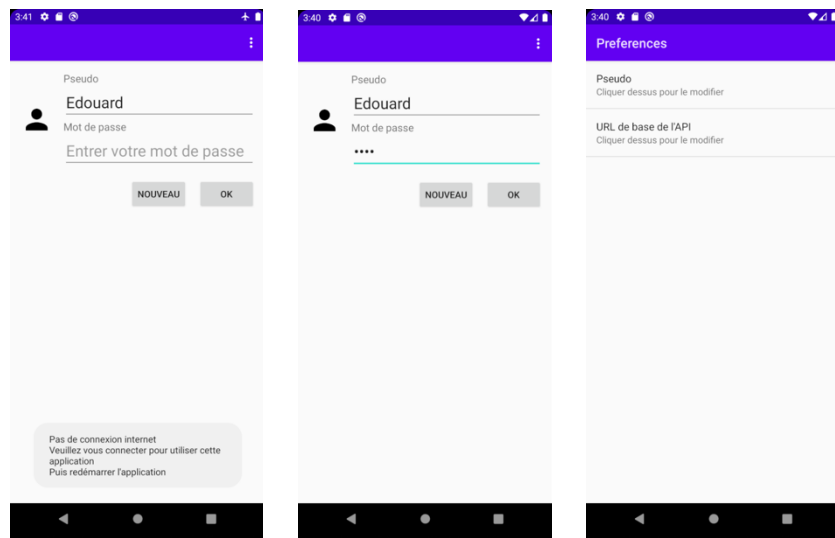 3:41
Pseudo
Edouard
Mot de passe
Entrer votre mot de passe
NOUVEAU OK
Pas de connexion internet
Veuillez vous connecter pour utiliser cette
application
Puis redémarrer l'application
3:40
Pseudo
Edouard
Mot de passe
••••
NOUVEAU OK
3:40
Preferences
Pseudo
Cliquer dessus pour le modifier
URL de base de l'API
Cliquer dessus pour le modifier